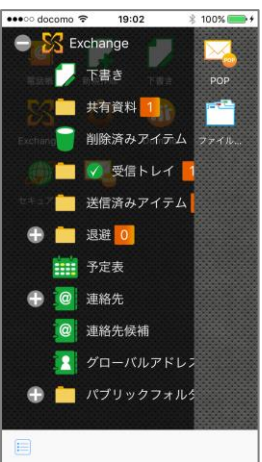 docomo 19:02 100%
Exchange
下書き
POP
共有資料 1
削除済みアイテム
ファイル...
受信トレイ 1
送信済みアイテム
退避 0
予定表
連絡先
連絡先候補
グローバルアドレ
パブリックフォル